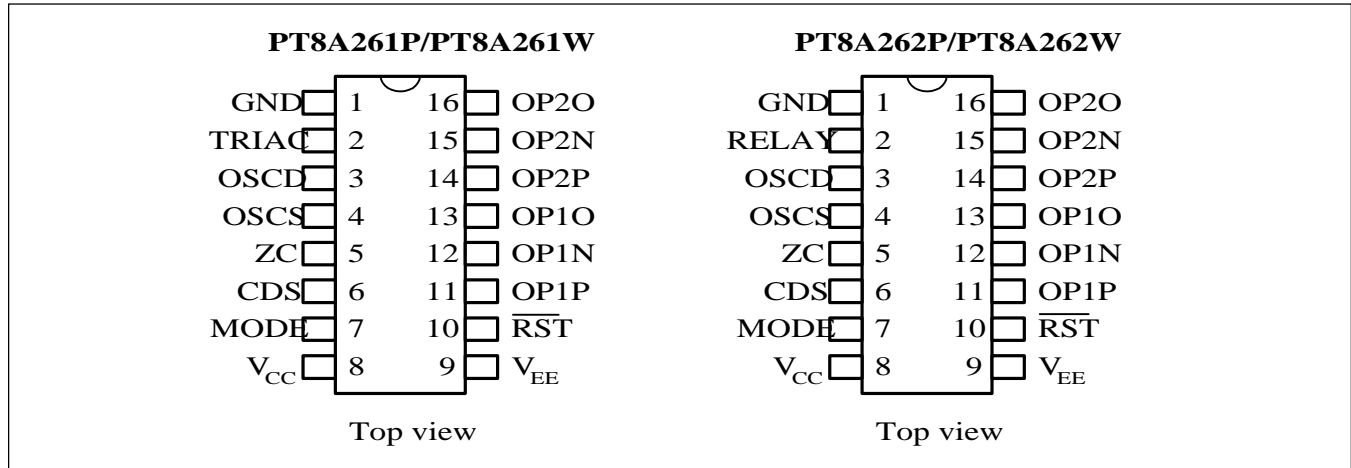 PT8A261P/PT8A261W
GND 1 16 OP2O
TRIAC 2 15 OP2N
OSCD 3 14 OP2P
OSCS 4 13 OP1O
ZC 5 12 OP1N
CDS 6 11 OP1P
MODE 7 10 R̅S̅T̅
VCC 8 9 VEE
Top view
PT8A262P/PT8A262W
GND 1 16 OP2O
RELAY 2 15 OP2N
OSCD 3 14 OP2P
OSCS 4 13 OP1O
ZC 5 12 OP1N
CDS 6 11 OP1P
MODE 7 10 R̅S̅T̅
VCC 8 9 VEE
Top view